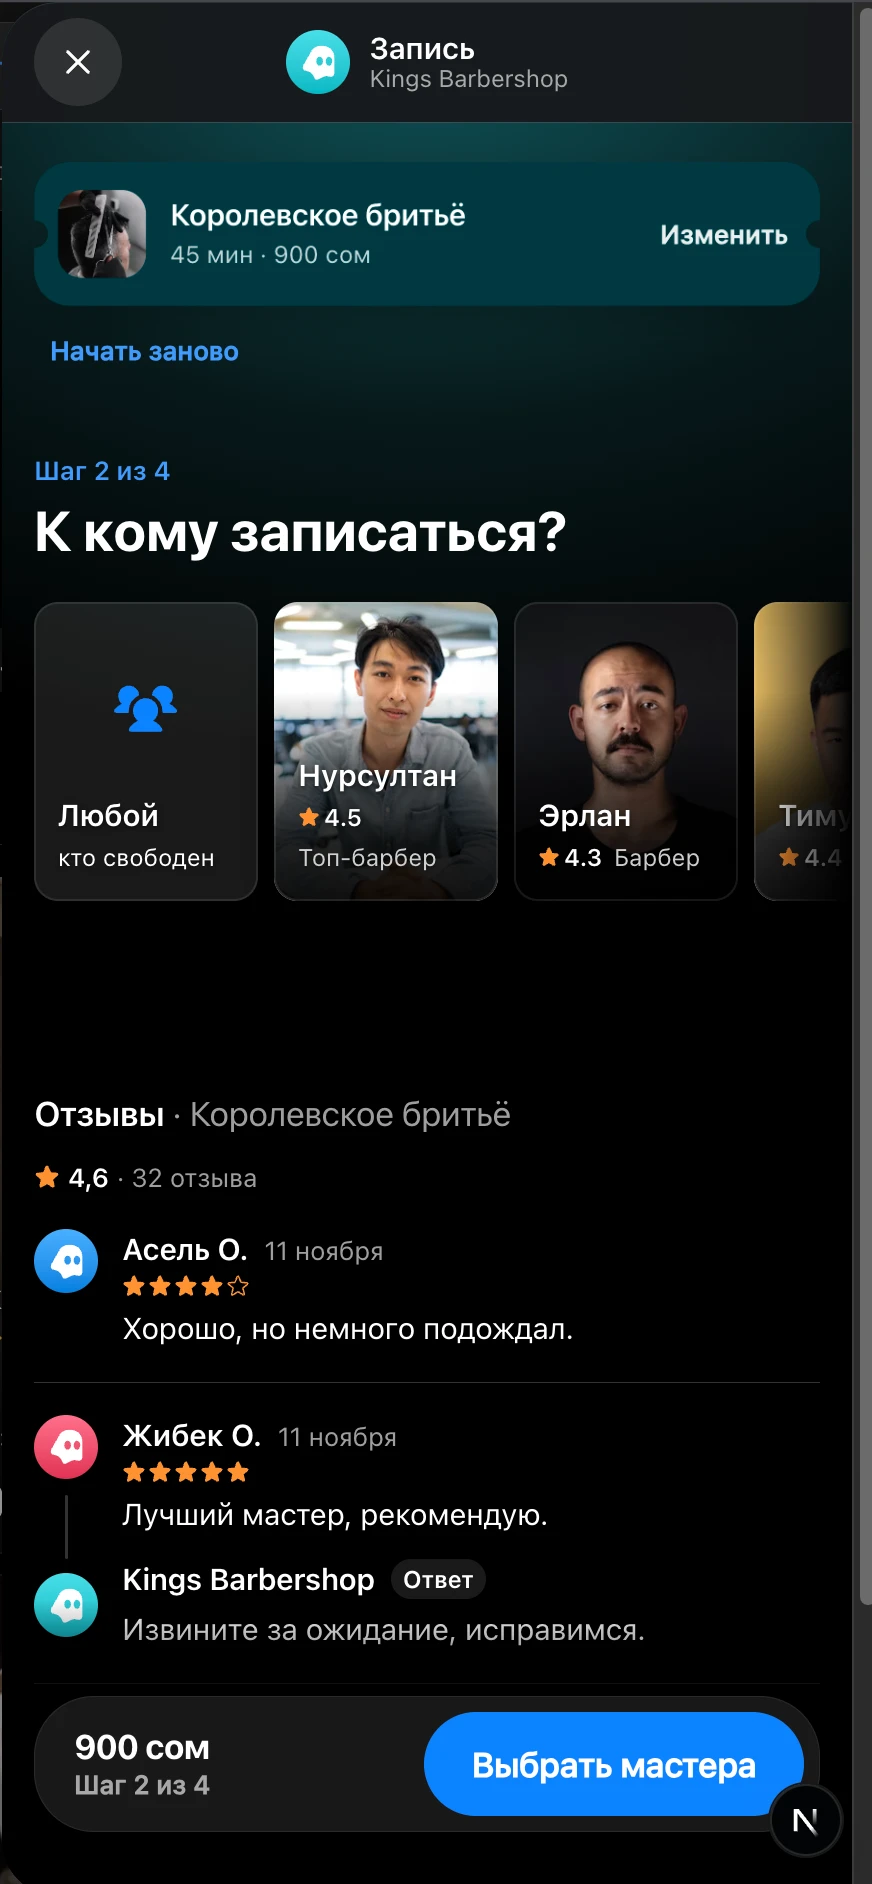 Запись
Kings Barbershop
Королевское бритьё
45 мин · 900 сом
Изменить
Начать заново
Шаг 2 из 4
К кому записаться?
Любой
кто свободен
Нурсултан
4.5
Топ-барбер
Эрлан
4.3 Барбер
Тиму
4.4
Отзывы · Королевское бритьё
4,6 · 32 отзыва
Асель О. 11 ноября
Хорошо, но немного подождал.
Жибек О. 11 ноября
Лучший мастер, рекомендую.
Kings Barbershop Ответ
Извините за ожидание, исправимся.
900 сом
Шаг 2 из 4
Выбрать мастера
N